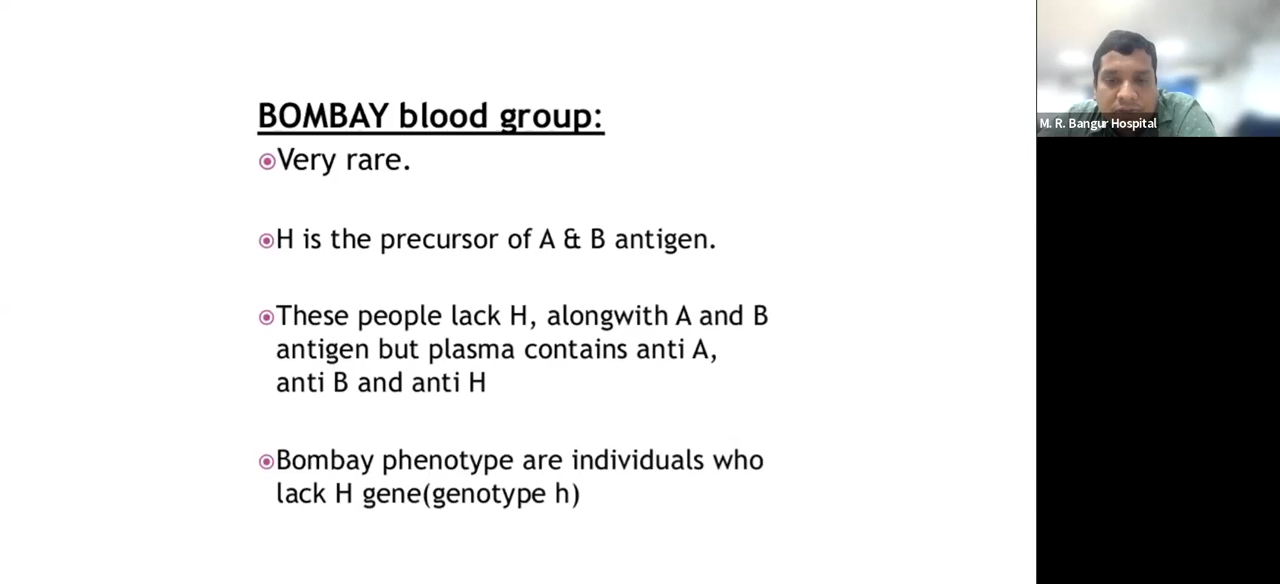 BOMBAY blood group:
Very rare.
H is the precursor of A & B antigen.
These people lack H, alongwith A and B
antigen but plasma contains anti A,
anti B and anti H
Bombay phenotype are individuals who
lack H gene(genotype h)
M. R. Bangur Hospital